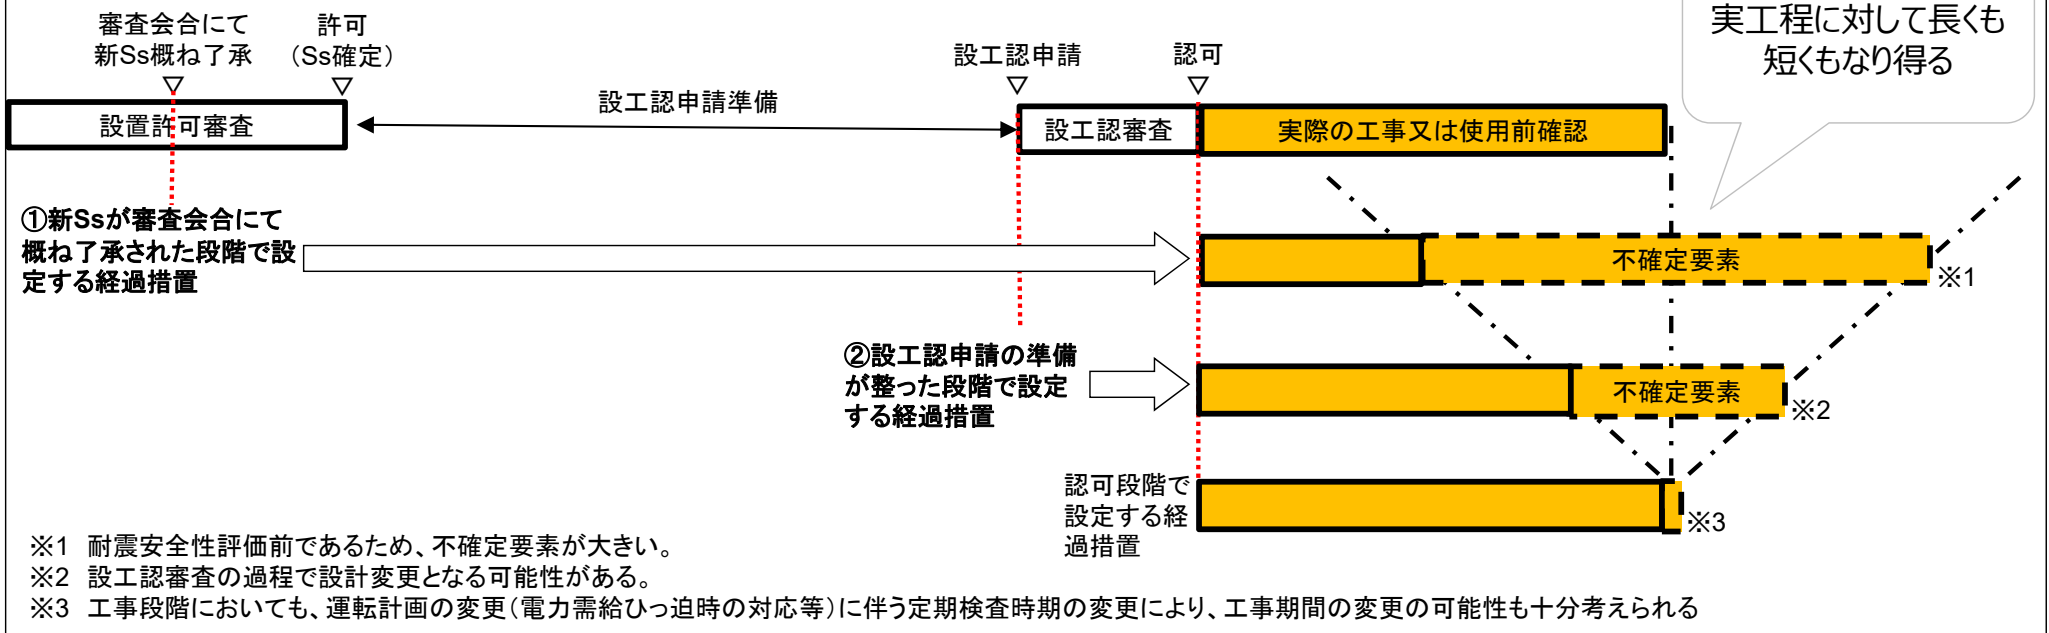 実工程に対して長くも
短くもなり得る
審査会合にて
新Ss概ね了承
許可
（Ss確定）
設工認申請
認可
設置許可審査
設工認申請準備
設工認審査
実際の工事又は使用前確認
①新Ssが審査会合にて
概ね了承された段階で設
定する経過措置
不確定要素
※1
②設工認申請の準備
が整った段階で設定
する経過措置
不確定要素
※2
認可段階で
設定する経
過措置
※3
※1 耐震安全性評価前であるため、不確定要素が大きい。
※2 設工認審査の過程で設計変更となる可能性がある。
※3 工事段階においても、運転計画の変更（電力需給ひっ迫時の対応等）に伴う定期検査時期の変更により、工事期間の変更の可能性も十分考えられる